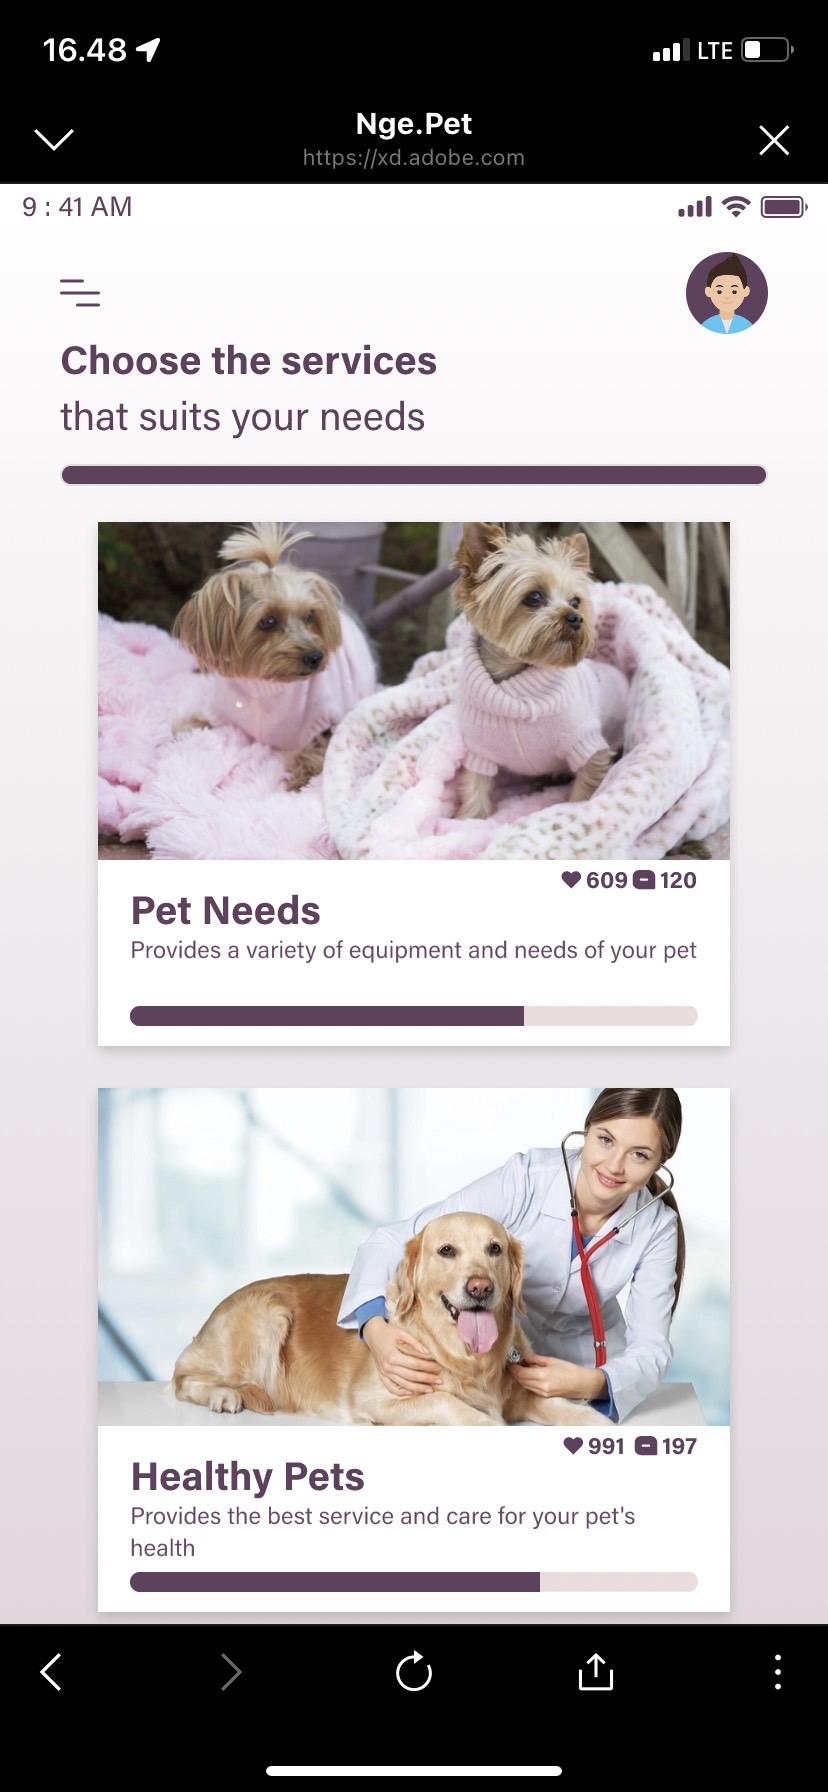 16.48
LTE
Nge.Pet
https://xd.adobe.com
9 : 41 AM
Choose the services
that suits your needs
609 120
Pet Needs
Provides a variety of equipment and needs of your pet
991 197
Healthy Pets
Provides the best service and care for your pet's
health